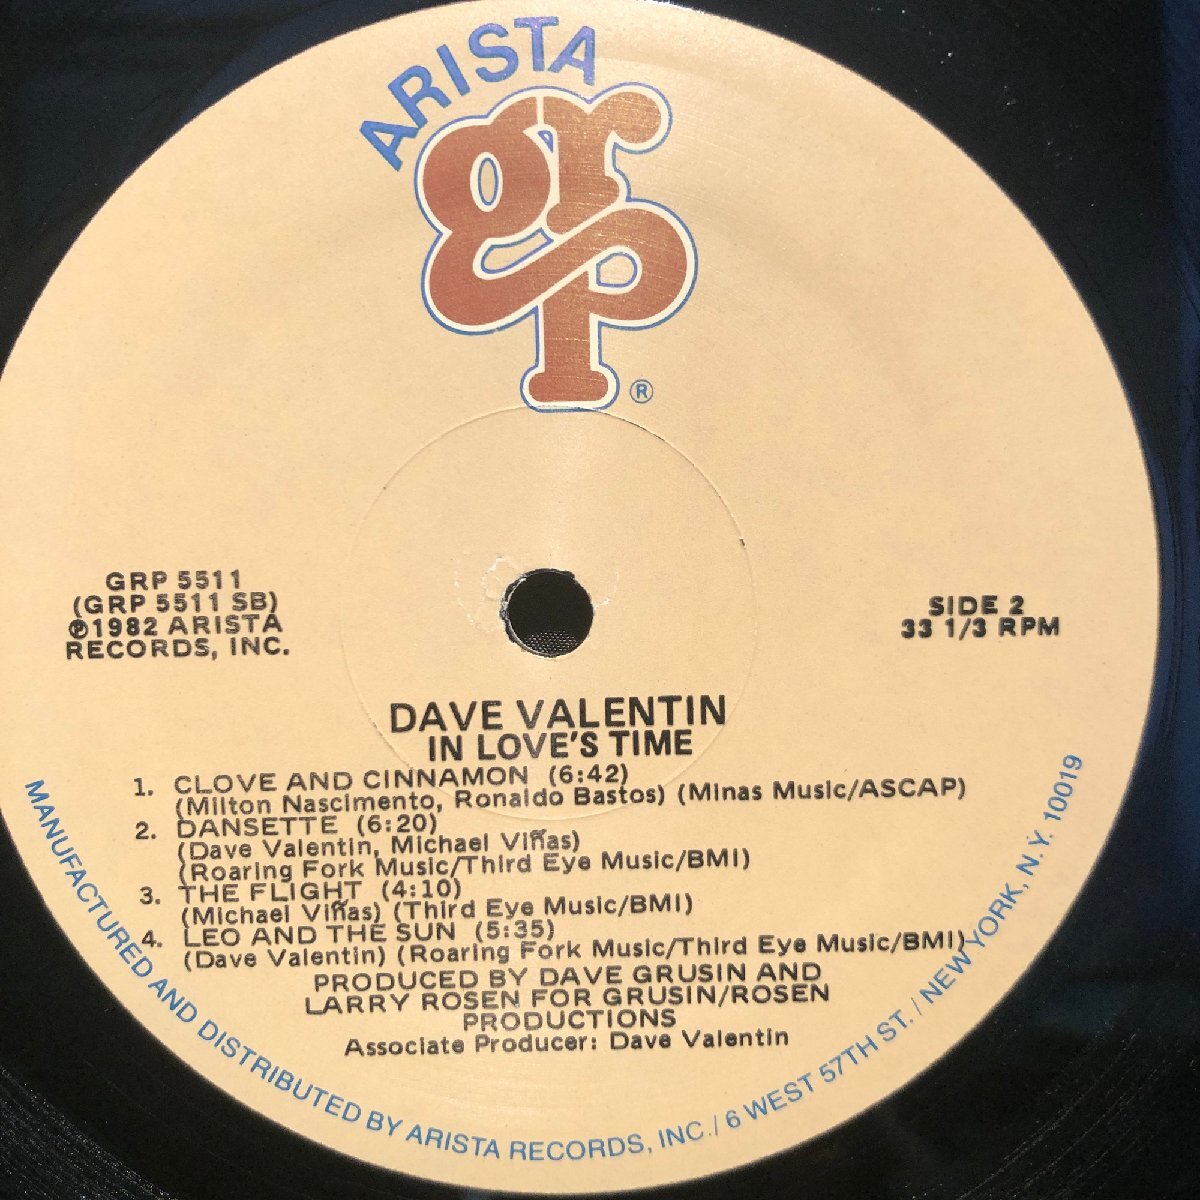 ARISTA
grp ®
GRP 5511
(GRP 5511 SB)
℗1982 ARISTA
RECORDS, INC.
SIDE 2
33 1/3 RPM
DAVE VALENTIN
IN LOVE'S TIME
1. CLOVE AND CINNAMON (6:42)
(Milton Nascimento, Ronaldo Bastos) (Minas Music/ASCAP)
2. DANSETTE (6:20)
(Dave Valentin, Michael Viñas)
(Roaring Fork Music/Third Eye Music/BMI)
3. THE FLIGHT (4:10)
(Michael Viñas) (Third Eye Music/BMI)
4. LEO AND THE SUN (5:35)
(Dave Valentin) (Roaring Fork Music/Third Eye Music/BMI)
PRODUCED BY DAVE GRUSIN AND
LARRY ROSEN FOR GRUSIN/ROSEN
PRODUCTIONS
Associate Producer: Dave Valentin
MANUFACTURED AND DISTRIBUTED BY ARISTA RECORDS, INC./ 6 WEST 57TH ST. / NEW YORK, N.Y. 10019